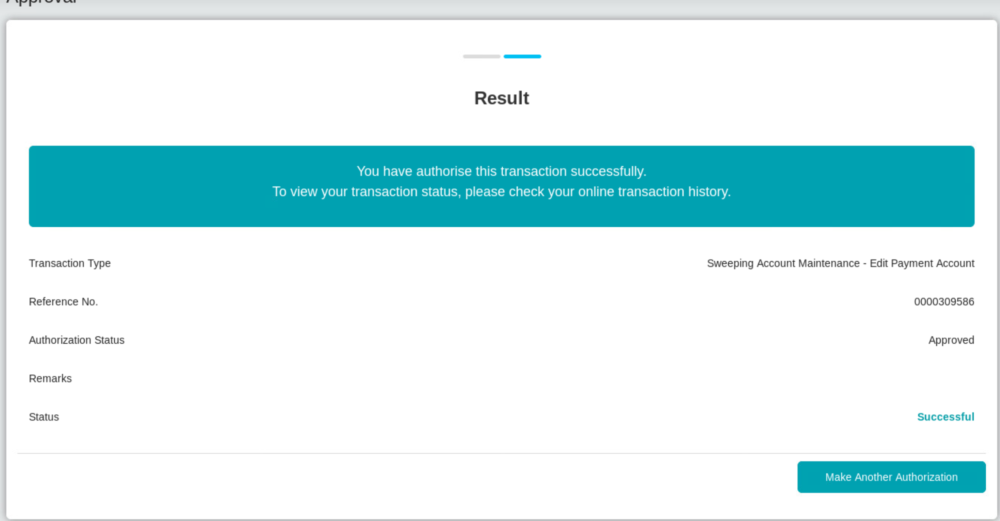 Approval
Result
You have authorise this transaction successfully.
To view your transaction status, please check your online transaction history.
Transaction Type
Sweeping Account Maintenance - Edit Payment Account
Reference No.
0000309586
Authorization Status
Approved
Remarks
Status
Successful
Make Another Authorization